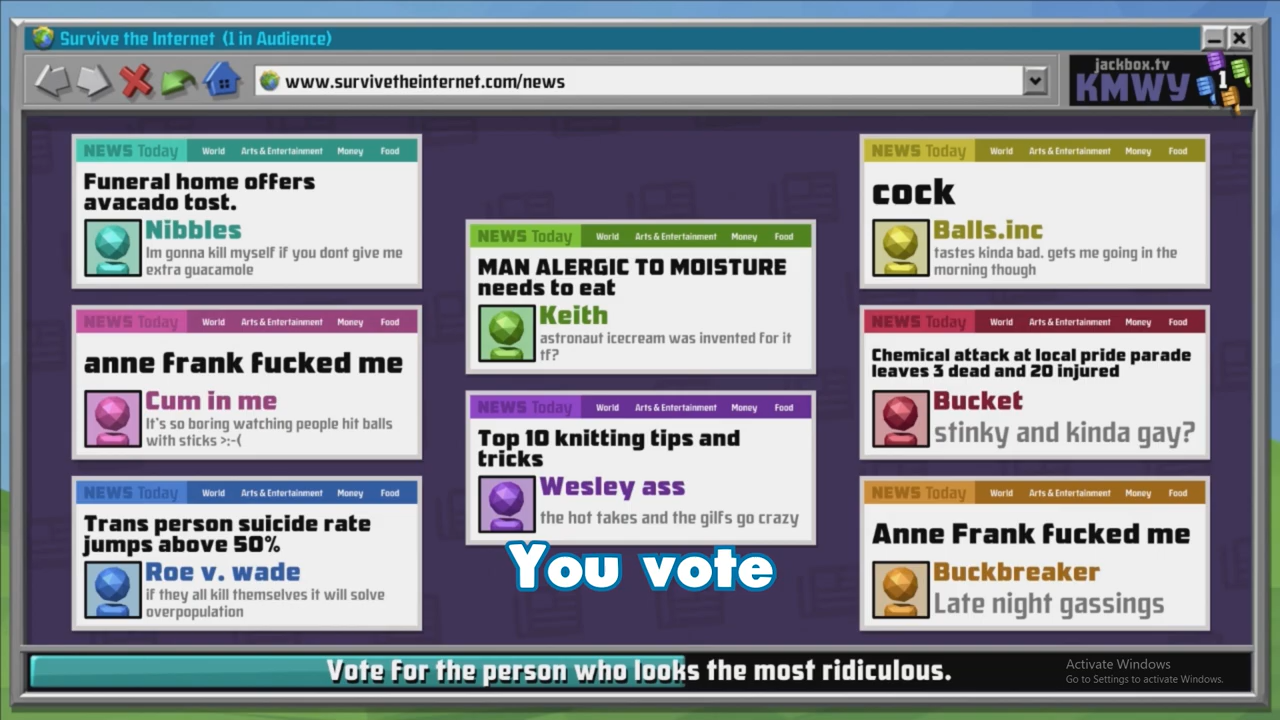 Survive the Internet (1 in Audience)
www.survivetheinternet.com/news
jackbox.tv
KMWY
1
NEWS Today World Arts & Entertainment Money Food
Funeral home offers
avacado tost.
Nibbles
Im gonna kill myself if you dont give me
extra guacamole
NEWS Today World Arts & Entertainment Money Food
anne frank fucked me
Cum in me
It's so boring watching people hit balls
with sticks >:-(
NEWS Today World Arts & Entertainment Money Food
Trans person suicide rate
jumps above 50%
Roe v. wade
if they all kill themselves it will solve
overpopulation
NEWS Today World Arts & Entertainment Money Food
MAN ALERGIC TO MOISTURE
needs to eat
Keith
astronaut icecream was invented for it
tf?
NEWS Today World Arts & Entertainment Money Food
Top 10 knitting tips and
tricks
Wesley ass
the hot takes and the gilfs go crazy
NEWS Today World Arts & Entertainment Money Food
cock
Balls.inc
tastes kinda bad. gets me going in the
morning though
NEWS Today World Arts & Entertainment Money Food
Chemical attack at local pride parade
leaves 3 dead and 20 injured
Bucket
stinky and kinda gay?
NEWS Today World Arts & Entertainment Money Food
Anne Frank fucked me
Buckbreaker
Late night gassings
You vote
Vote for the person who looks the most ridiculous.
Activate Windows
Go to Settings to activate Windows.